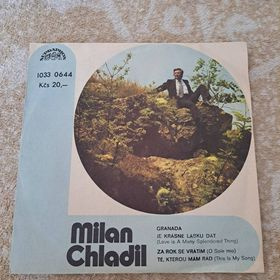 SUPRAPHON
1033 0644
Kčs 20,–
Milan
Chladil
GRANADA
JE KRÁSNÉ LÁSKU DÁT
(Love is A Many Splendored Thing)
ZA ROK SE VRÁTÍM (O Sole mio)
TÉ, KTEROU MÁM RÁD (This Is My Song)